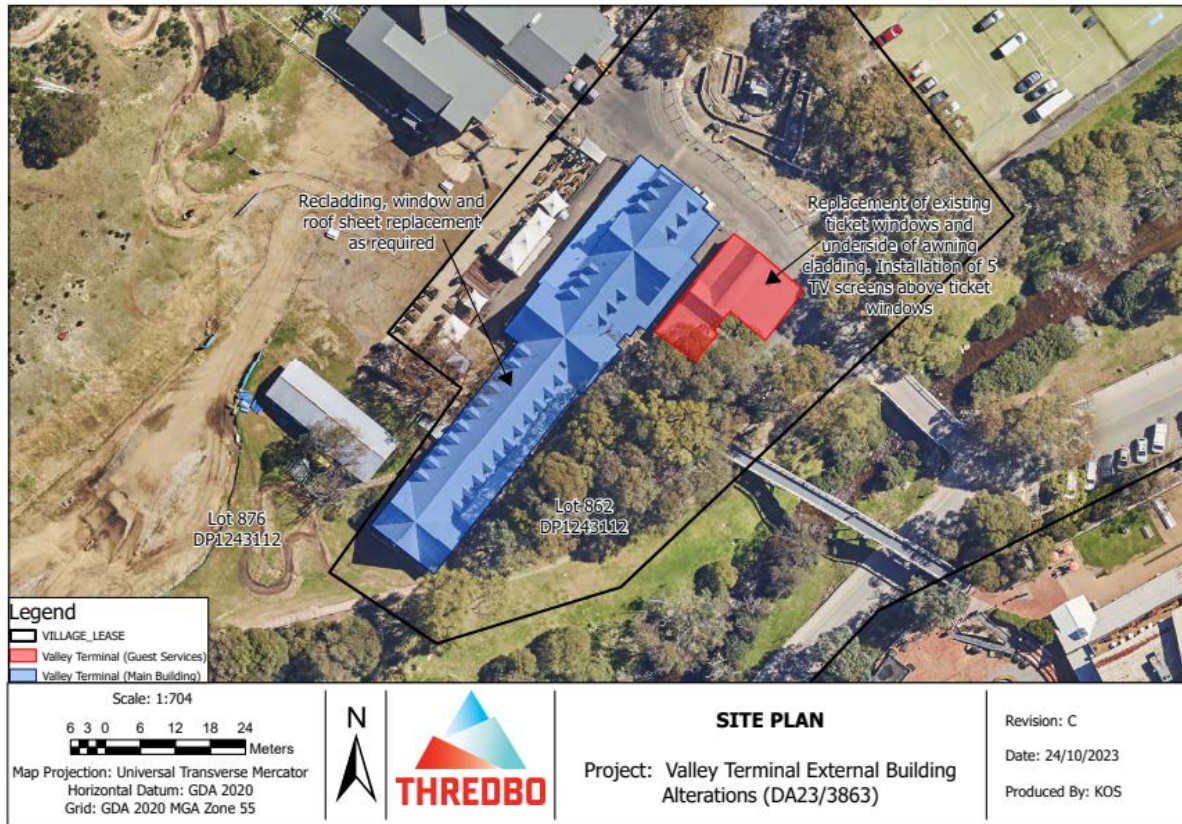 Recladding, window and
roof sheet replacement
as required
Replacement of existing
ticket windows and
underside of awning
cladding. Installation of 5
TV screens above ticket
windows
Lot 876
DP1243112
Lot 862
DP1243112
Legend
VILLAGE_LEASE
Valley Terminal (Guest Services)
Valley Terminal (Main Building)
Scale: 1:704
6 3 0 6 12 18 24
Meters
Map Projection: Universal Transverse Mercator
Horizontal Datum: GDA 2020
Grid: GDA 2020 MGA Zone 55
N
THREDBO
SITE PLAN
Project: Valley Terminal External Building
Alterations (DA23/3863)
Revision: C
Date: 24/10/2023
Produced By: KOS